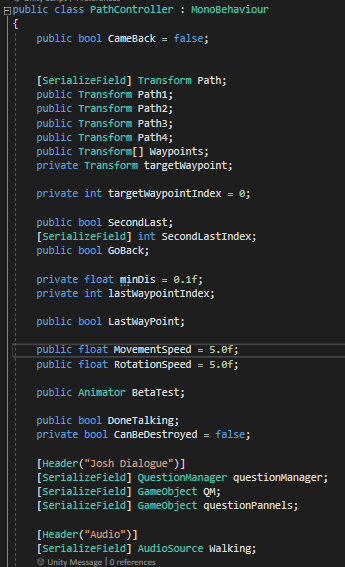 public class PathController : MonoBehaviour
{
public bool CameBack = false;
[SerializeField] Transform Path;
public Transform Path1;
public Transform Path2;
public Transform Path3;
public Transform Path4;
public Transform[] Waypoints;
private Transform targetWaypoint;
private int targetWaypointIndex = 0;
public bool SecondLast;
[SerializeField] int SecondLastIndex;
public bool GoBack;
private float minDis = 0.1f;
private int lastWaypointIndex;
public bool LastWayPoint;
public float MovementSpeed = 5.0f;
public float RotationSpeed = 5.0f;
public Animator BetaTest;
public bool DoneTalking;
private bool CanBeDestroyed = false;
[Header("Josh Dialogue")]
[SerializeField] QuestionManager questionManager;
[SerializeField] GameObject QM;
[SerializeField] GameObject questionPannels;
[Header("Audio")]
[SerializeField] AudioSource Walking;
Unity Message | 0 references